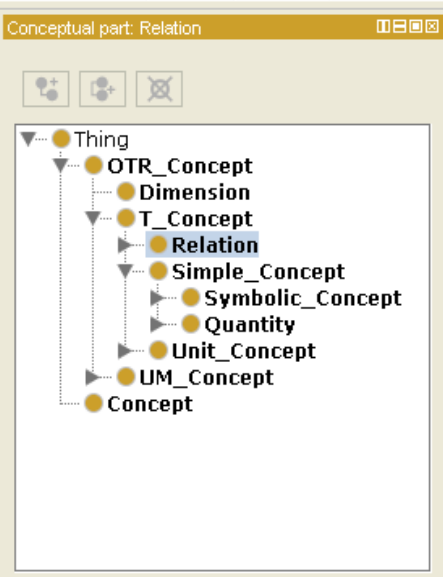 Conceptual part: Relation
Thing
OTR_Concept
Dimension
T_Concept
Relation
Simple_Concept
Symbolic_Concept
Quantity
Unit_Concept
UM_Concept
Concept